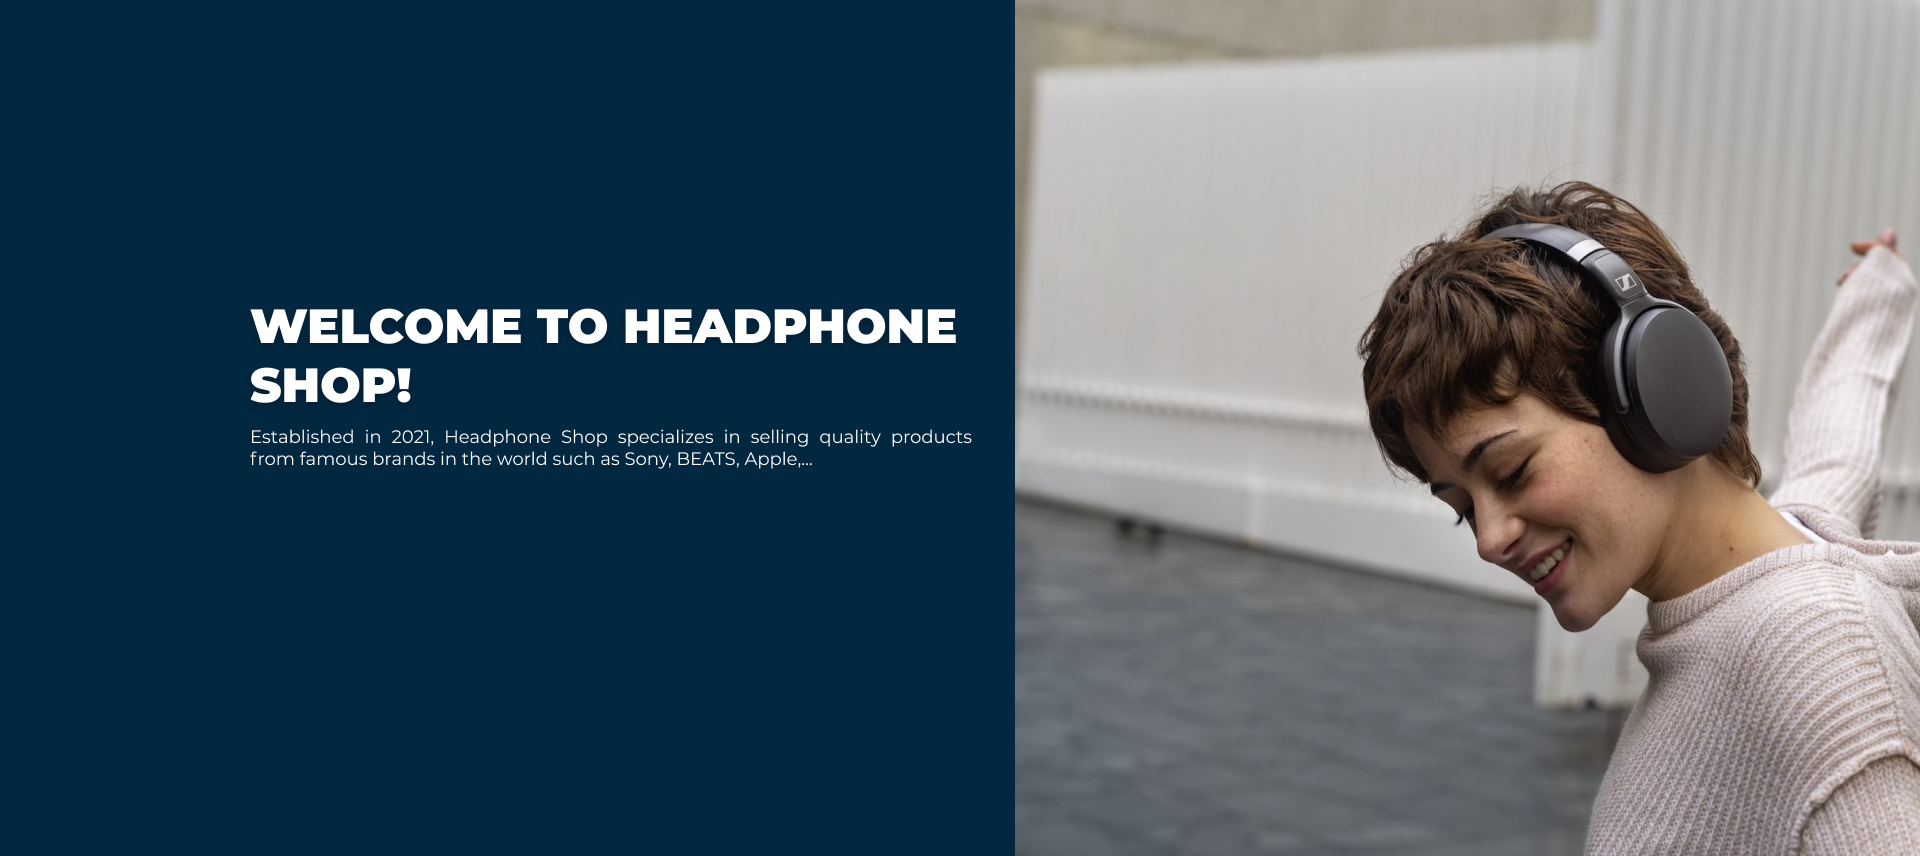 WELCOME TO HEADPHONE
SHOP!
Established in 2021, Headphone Shop specializes in selling quality products
from famous brands in the world such as Sony, BEATS, Apple,...